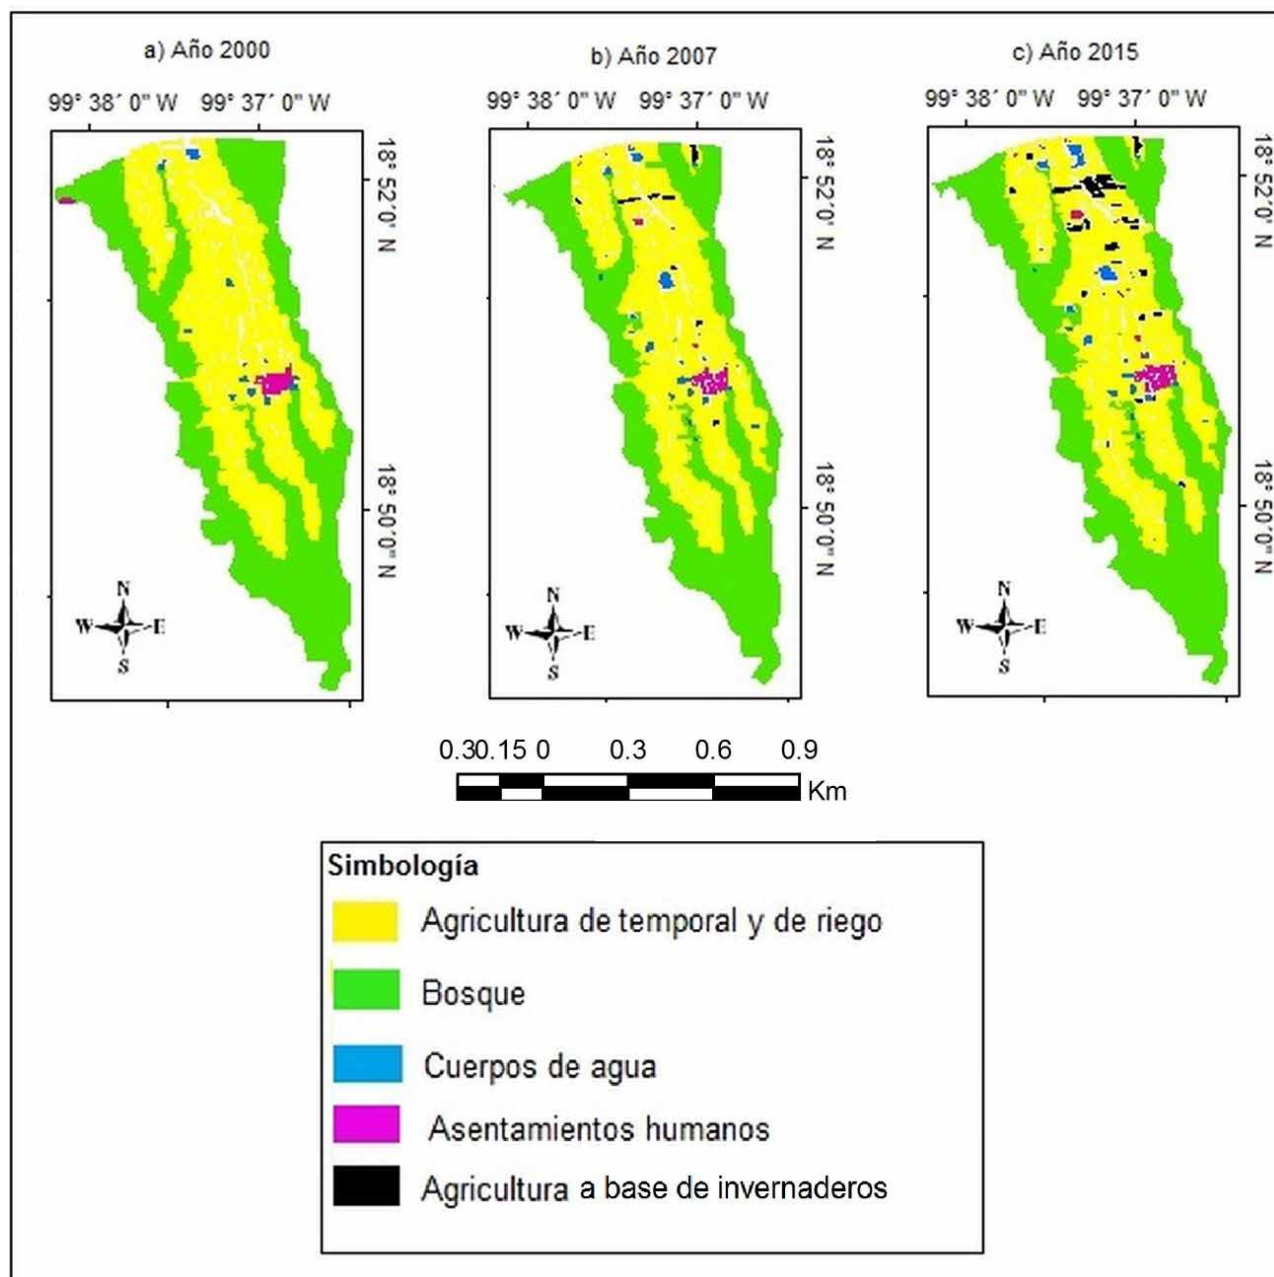 a) Año 2000
99° 38´ 0" W 99° 37´ 0" W
18° 52´0" N
18° 50´0" N
N
W E
S
b) Año 2007
99° 38´ 0" W 99° 37´ 0" W
18° 52´0" N
18° 50´0" N
N
W E
S
c) Año 2015
99° 38´ 0" W 99° 37´ 0" W
18° 52´0" N
18° 50´0" N
N
W E
S
0.30.15 0 0.3 0.6 0.9
Km
Simbología
Agricultura de temporal y de riego
Bosque
Cuerpos de agua
Asentamientos humanos
Agricultura a base de invernaderos